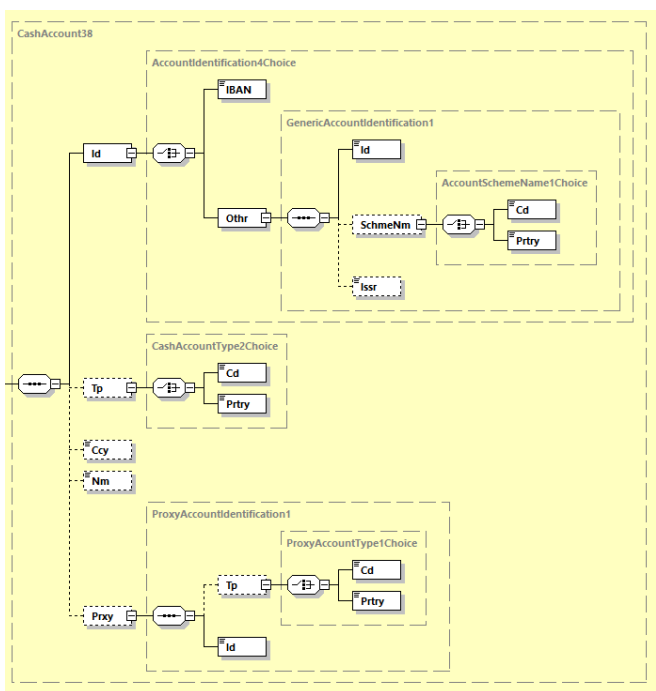 CashAccount38
AccountIdentification4Choice
IBAN
GenericAccountIdentification1
Id
Id
AccountSchemeName1Choice
Cd
Othr
SchmeNm
Prtry
Issr
CashAccountType2Choice
Cd
Tp
Prtry
Ccy
Nm
ProxyAccountIdentification1
ProxyAccountType1Choice
Cd
Tp
Prtry
Prxy
Id